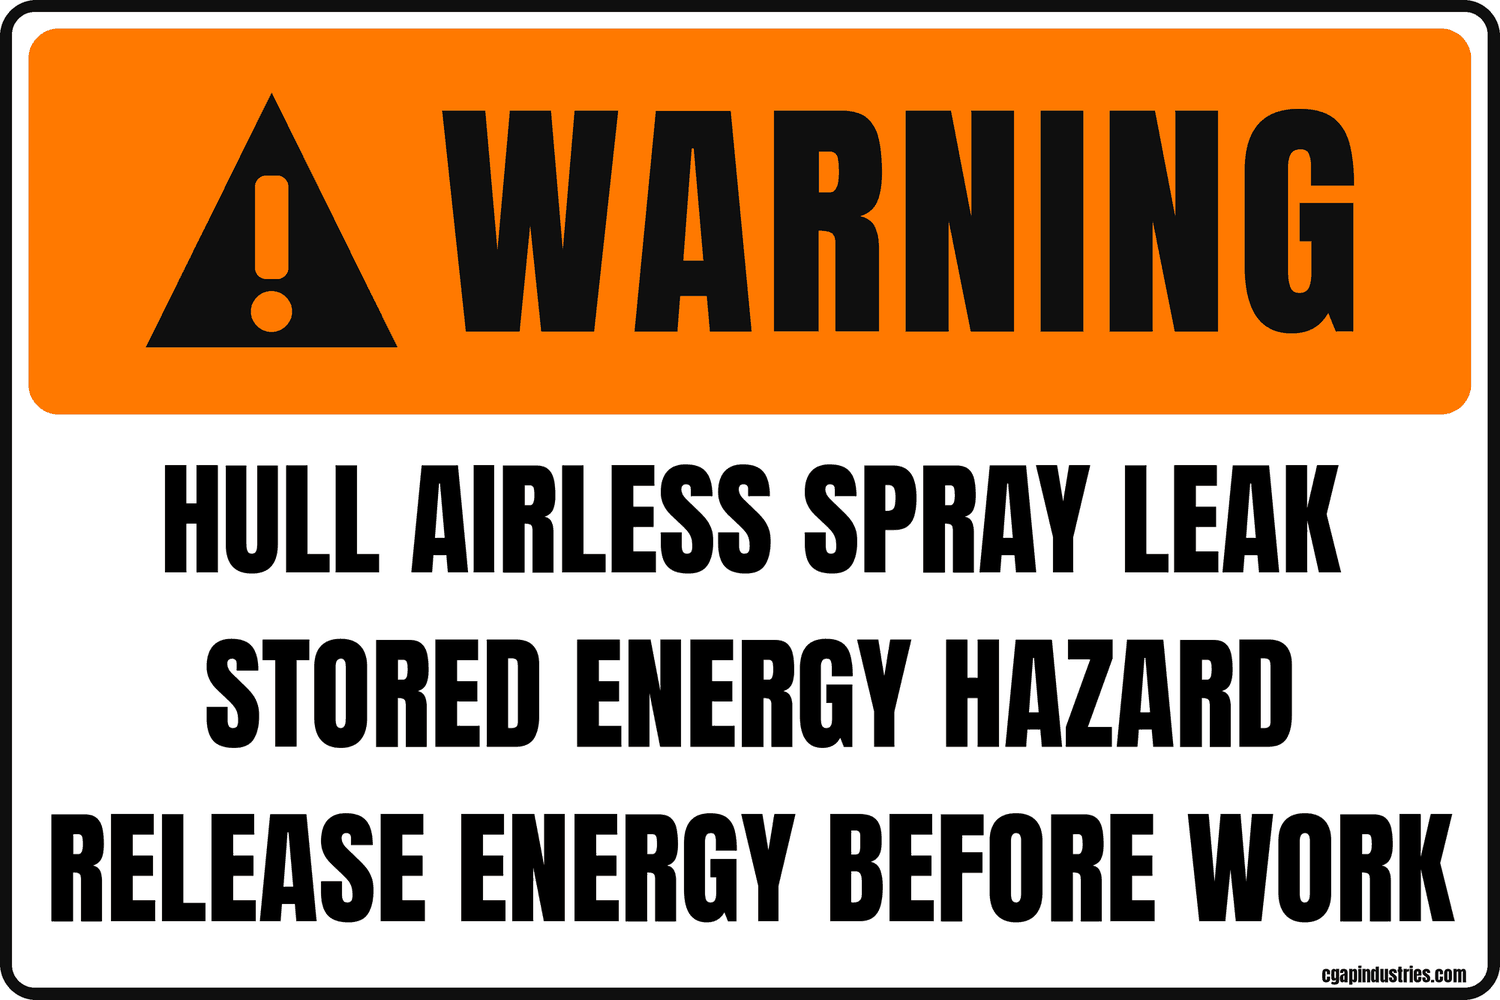 WARNING
HULL AIRLESS SPRAY LEAK
STORED ENERGY HAZARD
RELEASE ENERGY BEFORE WORK
cgapindustries.com